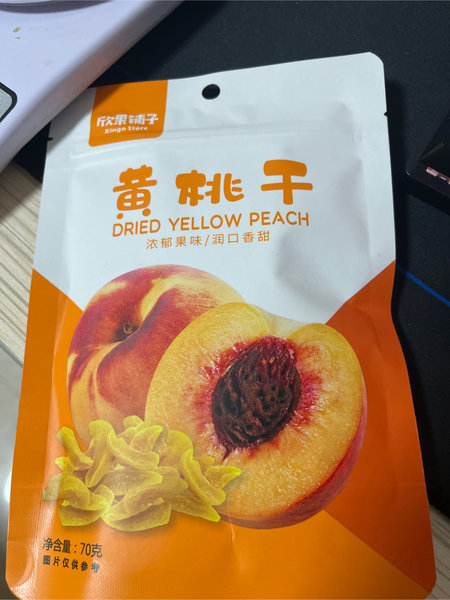 欣果铺子
Xinguo Store
黄桃干
DRIED YELLOW PEACH
浓郁果味/润口香甜
净含量:70克
图片仅供参考